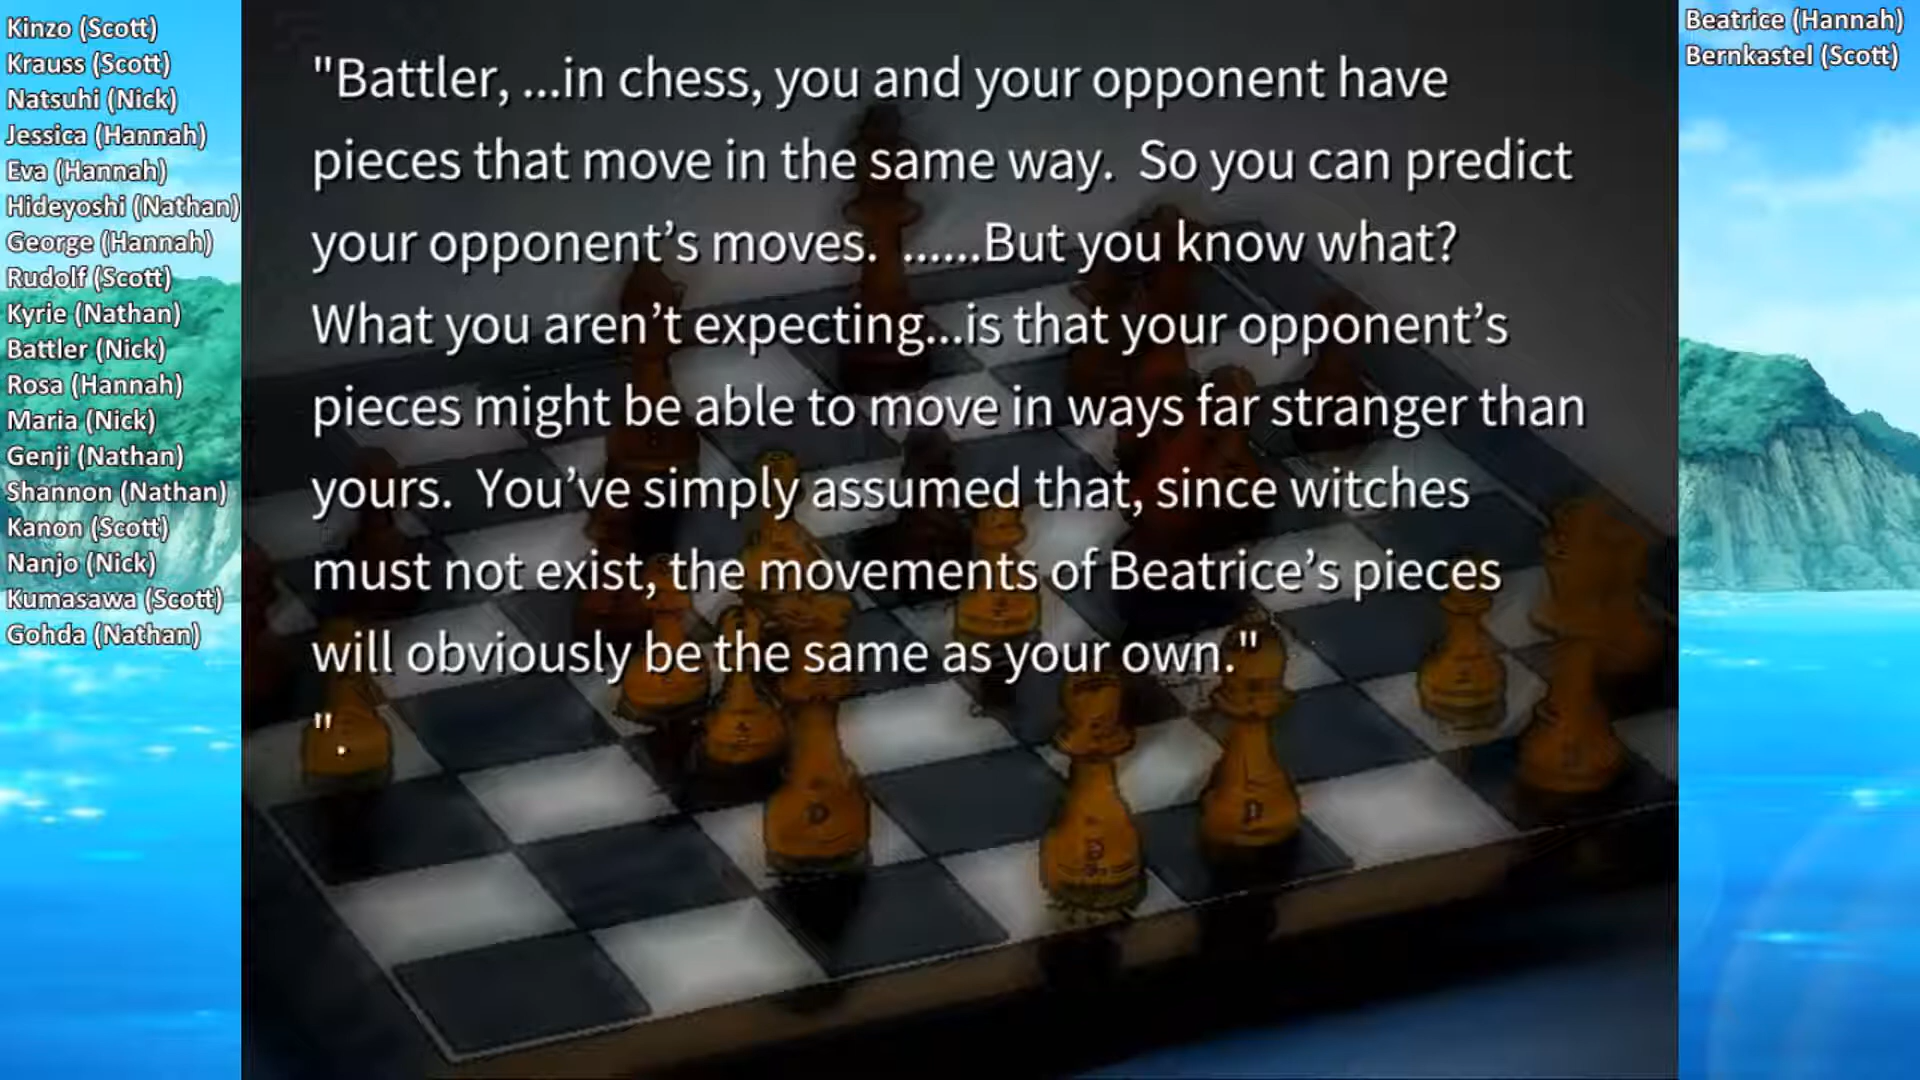 Kinzo (Scott)
Krauss (Scott)
Natsuhi (Nick)
Jessica (Hannah)
Eva (Hannah)
Hideyoshi (Nathan)
George (Hannah)
Rudolf (Scott)
Kyrie (Nathan)
Battler (Nick)
Rosa (Hannah)
Maria (Nick)
Genji (Nathan)
Shannon (Nathan)
Kanon (Scott)
Nanjo (Nick)
Kumasawa (Scott)
Gohda (Nathan)
"Battler, ...in chess, you and your opponent have
pieces that move in the same way.  So you can predict
your opponent’s moves.  ......But you know what?
What you aren’t expecting...is that your opponent’s
pieces might be able to move in ways far stranger than
yours.  You’ve simply assumed that, since witches
must not exist, the movements of Beatrice’s pieces
will obviously be the same as your own."
".
Beatrice (Hannah)
Bernkastel (Scott)